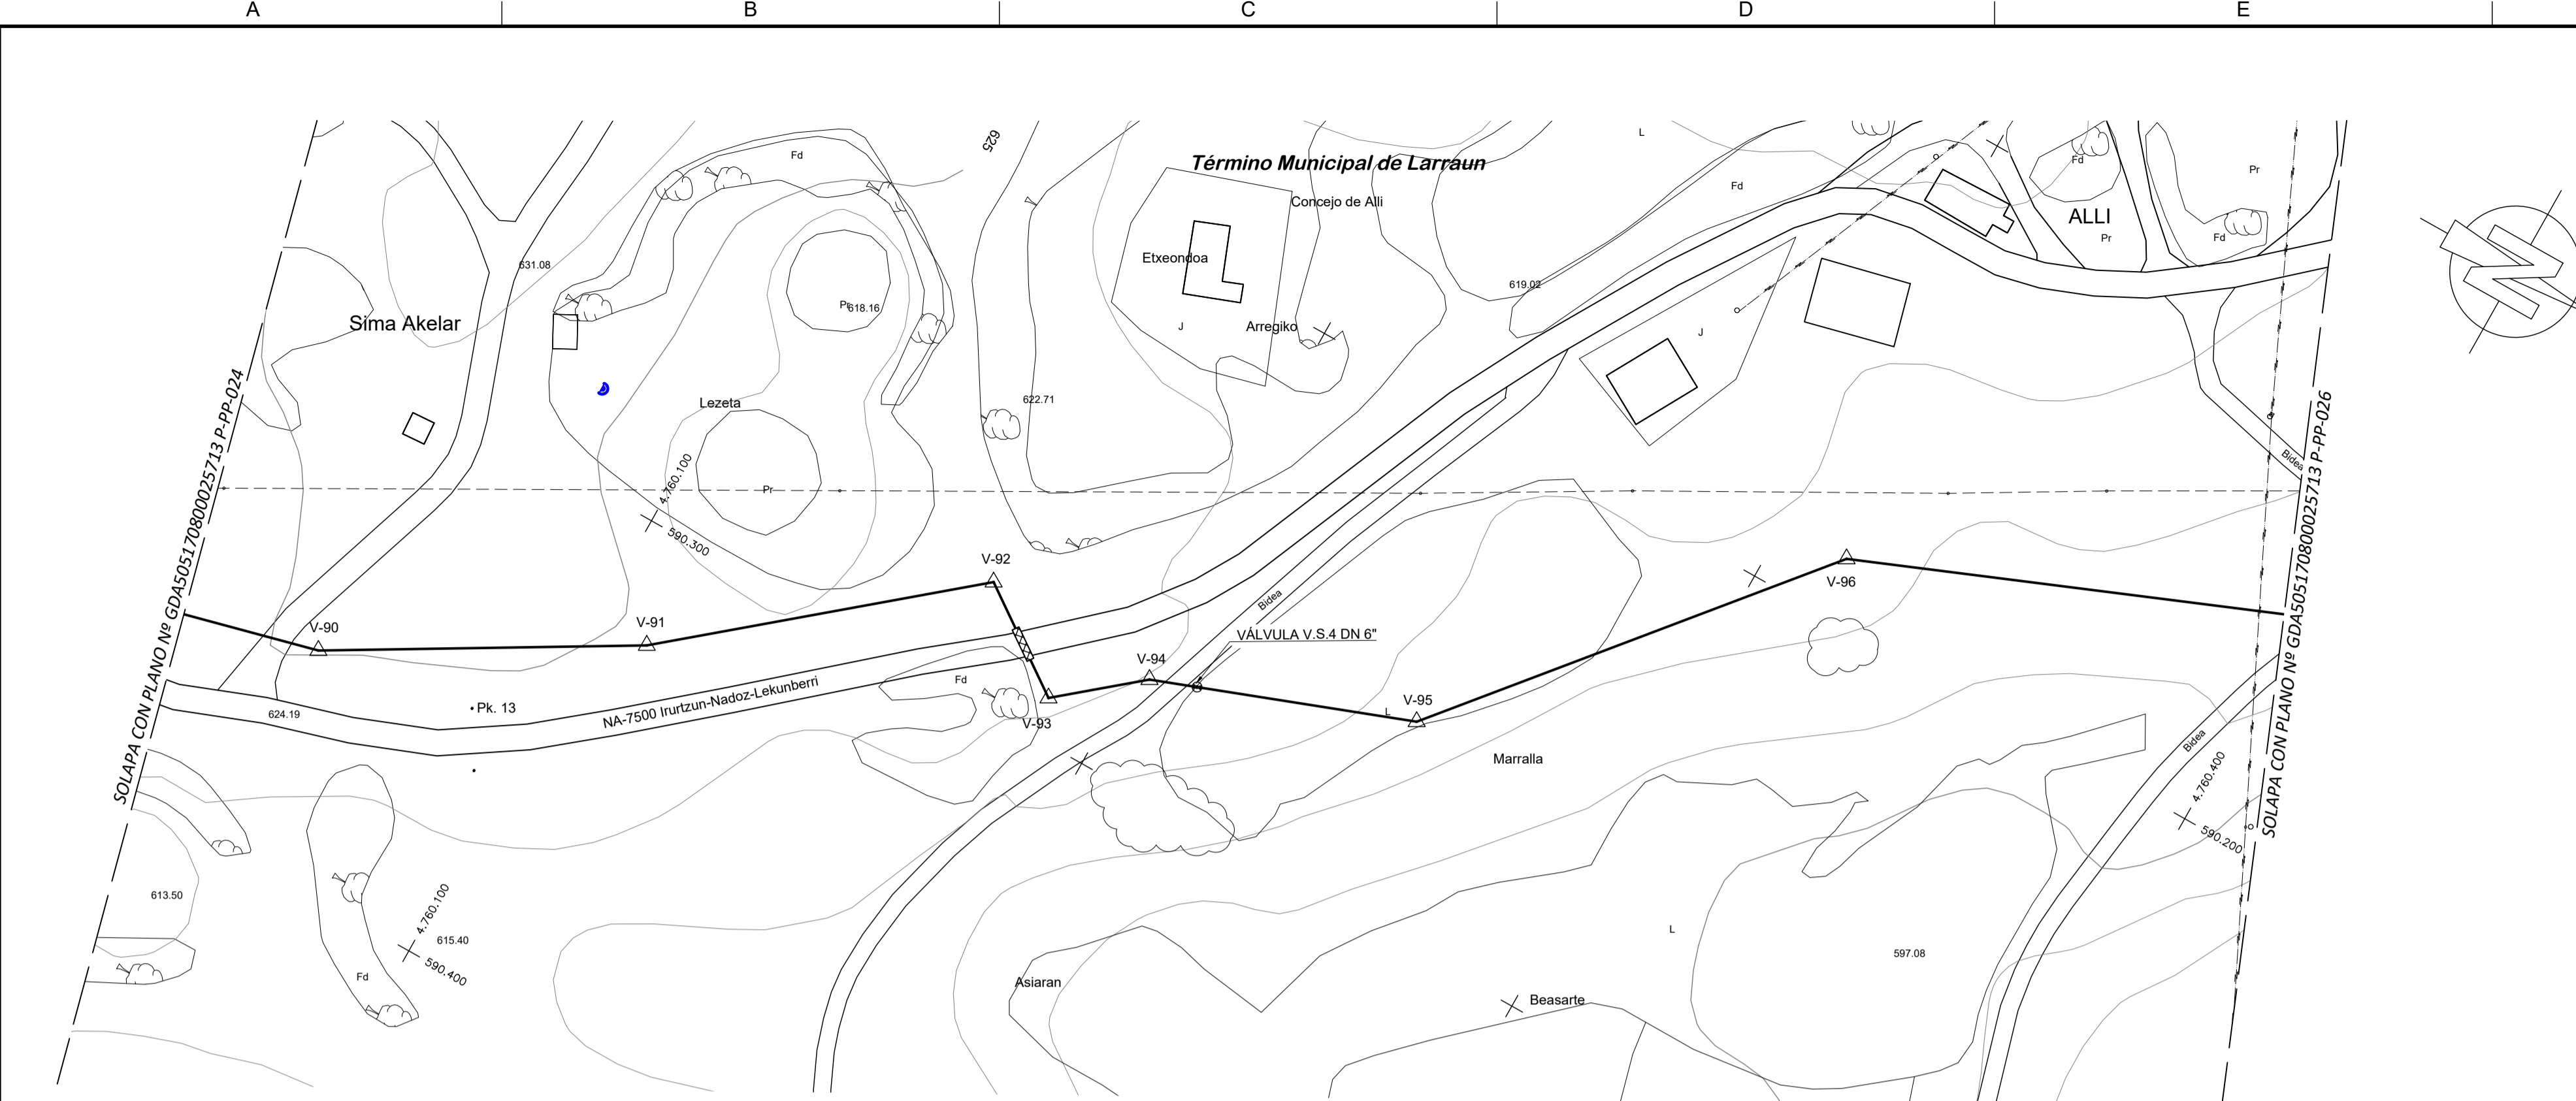 A B C D E
Término Municipal de Larraun
Concejo de Alli
Fd
625
L
Fd
Fd
Pr
ALLI
Pr
Fd
Etxeondoa
631.08
619.02
Pr
618.16
Sima Akelar
J
Arregiko
J
Lezeta
622.71
SOLAPA CON PLANO Nº GDA5051708000025713 P-PP-024
SOLAPA CON PLANO Nº GDA5051708000025713 P-PP-026
Bidea
4.760.100
590.300
Pr
V-92
V-96
Bidea
V-90
V-91
VÁLVULA V.S.4 DN 6"
V-94
Fd
NA-7500 Irurtzun-Nadoz-Lekunberri
Pk. 13
624.19
V-93
L
V-95
Marralla
Bidea
4.760.400
590.200
613.50
4.760.100
615.40
590.400
Fd
L
597.08
Asiaran
Beasarte